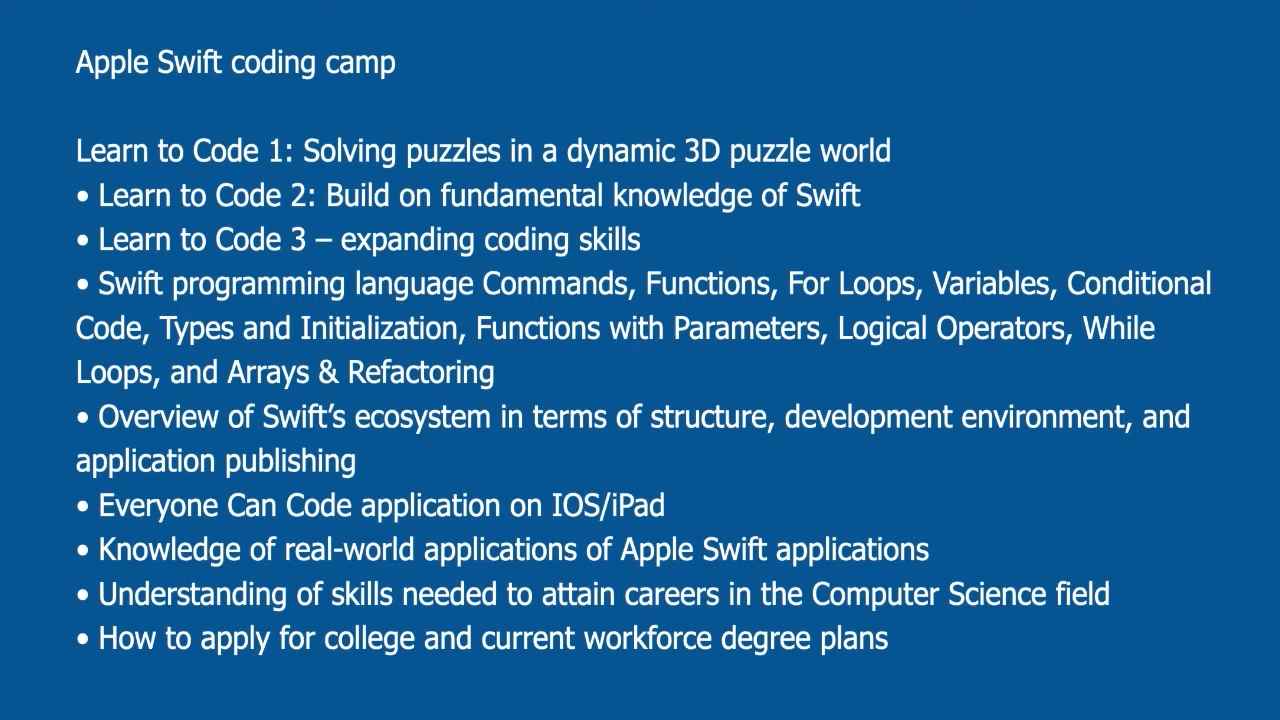 Apple Swift coding camp
Learn to Code 1: Solving puzzles in a dynamic 3D puzzle world
• Learn to Code 2: Build on fundamental knowledge of Swift
• Learn to Code 3 – expanding coding skills
• Swift programming language Commands, Functions, For Loops, Variables, Conditional
Code, Types and Initialization, Functions with Parameters, Logical Operators, While
Loops, and Arrays & Refactoring
• Overview of Swift’s ecosystem in terms of structure, development environment, and
application publishing
• Everyone Can Code application on IOS/iPad
• Knowledge of real-world applications of Apple Swift applications
• Understanding of skills needed to attain careers in the Computer Science field
• How to apply for college and current workforce degree plans